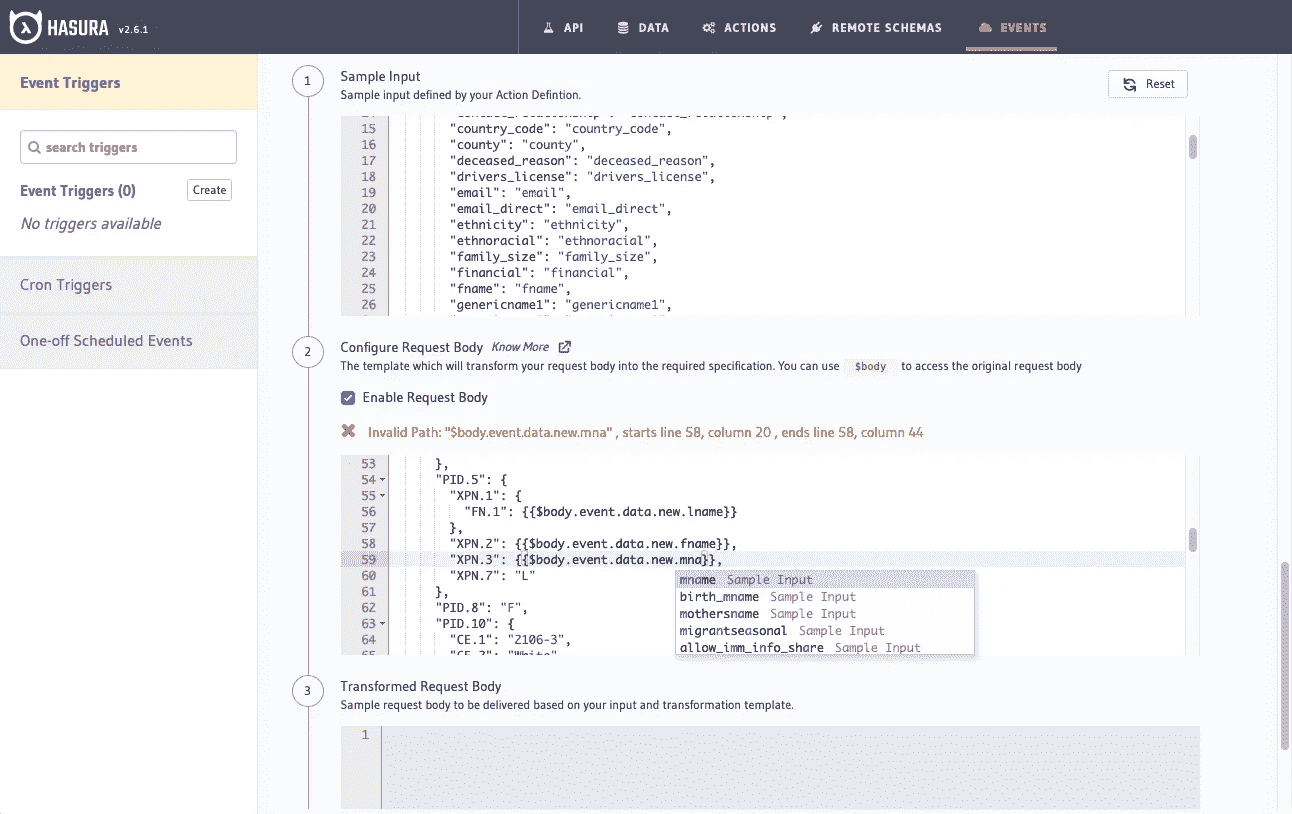 HASURA v2.6.1
API DATA ACTIONS REMOTE SCHEMAS EVENTS
Event Triggers
search triggers
Event Triggers (0) Create
No triggers available
Cron Triggers
One-off Scheduled Events
1 Sample Input
Sample input defined by your Action Defintion.
Reset
15 "country_code": "country_code",
16 "county": "county",
17 "deceased_reason": "deceased_reason",
18 "drivers_license": "drivers_license",
19 "email": "email",
20 "email_direct": "email_direct",
21 "ethnicity": "ethnicity",
22 "ethnoracial": "ethnoracial",
23 "family_size": "family_size",
24 "financial": "financial",
25 "fname": "fname",
26 "genericname1": "genericname1",
2 Configure Request Body Know More
The template which will transform your request body into the required specification. You can use $body to access the original request body
Enable Request Body
Invalid Path: "$body.event.data.new.mna" , starts line 58, column 20 , ends line 58, column 44
53 },
54 "PID.5": {
55 "XPN.1": {
56 "FN.1": {{$body.event.data.new.lname}}
57 },
58 "XPN.2": {{$body.event.data.new.fname}},
59 "XPN.3": {{$body.event.data.new.mna}},
60 "XPN.7": "L"
61 },
62 "PID.8": "F",
63 "PID.10": {
64 "CE.1": "2106-3",
65 "CE.2": "White"
mname Sample Input
birth_mname Sample Input
mothersname Sample Input
migrantseasonal Sample Input
allow_imm_info_share Sample Input
3 Transformed Request Body
Sample request body to be delivered based on your input and transformation template.
1